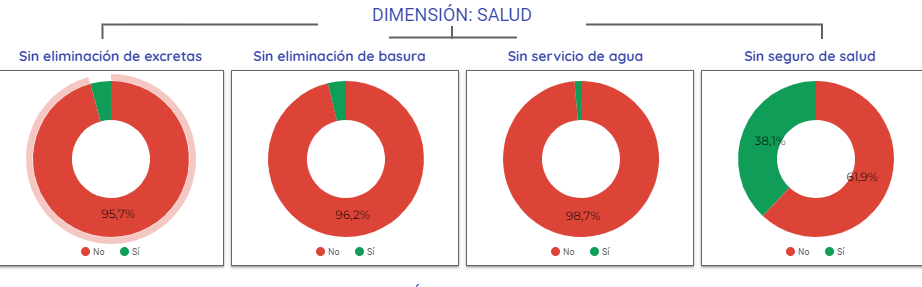 DIMENSIÓN: SALUD
Sin eliminación de excretas
Sin eliminación de basura
Sin servicio de agua
Sin seguro de salud
95,7%
No
Sí
96,2%
No
Sí
98,7%
No
Sí
38,1%
61,9%
No
Sí